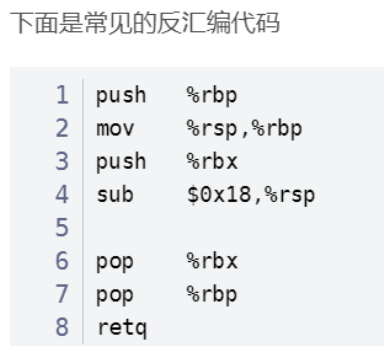 下面是常见的反汇编代码
1 push %rbp
2 mov %rsp,%rbp
3 push %rbx
4 sub $0x18,%rsp
5
6 pop %rbx
7 pop %rbp
8 retq